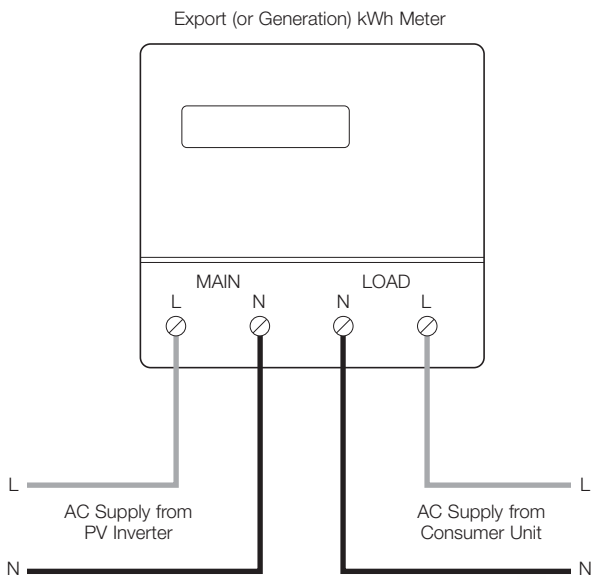 Export (or Generation) kWh Meter
MAIN LOAD
L N N L
L L
AC Supply from AC Supply from
PV Inverter Consumer Unit
N N